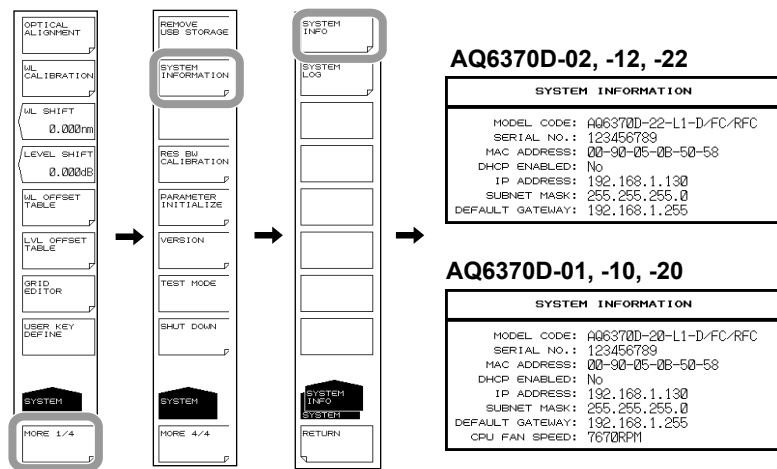 OPTICAL
ALIGNMENT
WL
CALIBRATION
WL SHIFT
0.000nm
LEVEL SHIFT
0.000dB
WL OFFSET
TABLE
LVL OFFSET
TABLE
GRID
EDITOR
USER KEY
DEFINE
SYSTEM
MORE 1/4
REMOVE
USB STORAGE
SYSTEM
INFORMATION
RES BW
CALIBRATION
PARAMETER
INITIALIZE
VERSION
TEST MODE
SHUT DOWN
SYSTEM
MORE 4/4
SYSTEM
INFO
SYSTEM
LOG
SYSTEM
INFO
SYSTEM
RETURN
AQ6370D-02, -12, -22
SYSTEM INFORMATION
MODEL CODE: AQ6370D-22-L1-D/FC/RFC
SERIAL NO.: 123456789
MAC ADDRESS: 00-90-05-0B-50-58
DHCP ENABLED: No
IP ADDRESS: 192.168.1.130
SUBNET MASK: 255.255.255.0
DEFAULT GATEWAY: 192.168.1.255
AQ6370D-01, -10, -20
SYSTEM INFORMATION
MODEL CODE: AQ6370D-20-L1-D/FC/RFC
SERIAL NO.: 123456789
MAC ADDRESS: 00-90-05-0B-50-58
DHCP ENABLED: No
IP ADDRESS: 192.168.1.130
SUBNET MASK: 255.255.255.0
DEFAULT GATEWAY: 192.168.1.255
CPU FAN SPEED: 7670RPM